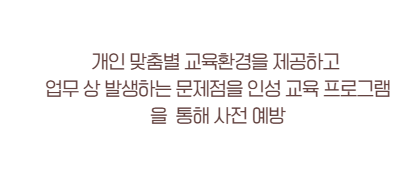 개인 맞춤별 교육환경을 제공하고
업무 상 발생하는 문제점을 인성 교육 프로그램
을 통해 사전 예방